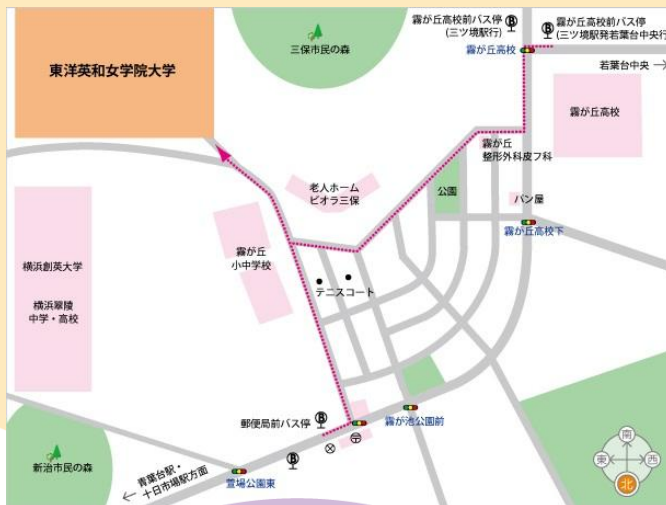 霧が丘高校前バス停
(三ツ境駅行)
霧が丘高校前バス停
(三ツ境駅発若葉台中央行)
三保市民の森
霧が丘高校
若葉台中央 →
東洋英和女学院大学
霧が丘高校
霧が丘
整形外科皮フ科
老人ホーム
ビオラ三保
公園
パン屋
霧が丘高校下
霧が丘
小中学校
横浜創英大学
横浜翠陵
中学・高校
テニスコート
郵便局前バス停
霧が池公園前
新治市民の森
青葉台駅・
十日市場駅方面
萱場公園東
南
東
西
北